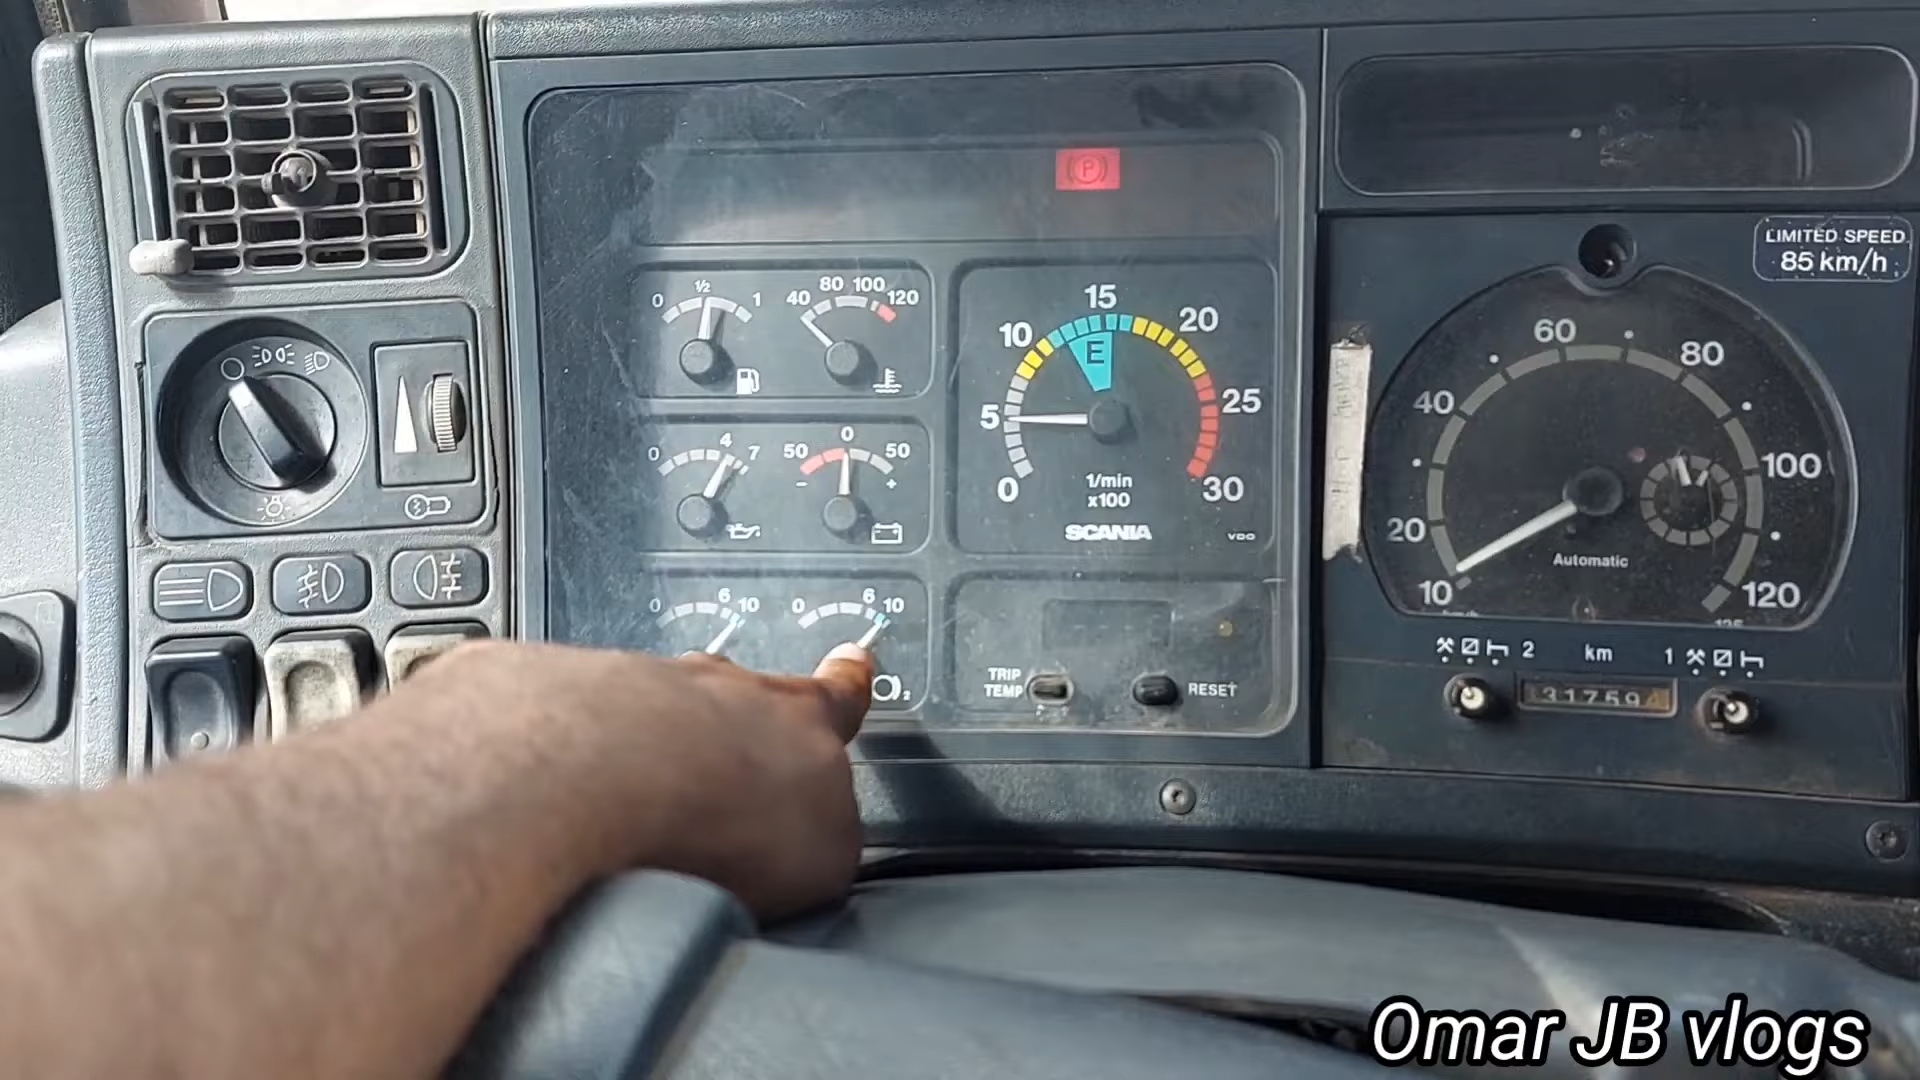 P
LIMITED SPEED
85 km/h
0 ½ 1
40 80 100 120
0 5 10 15 20 25 30
E
1/min
x100
SCANIA
VDO
0 4 7
50 0 50
- +
0 6 10
0 6 10
2
TRIP
TEMP
RESET
10 20 40 60 80 100 120
125
Automatic
2 km 1
Omar JB vlogs